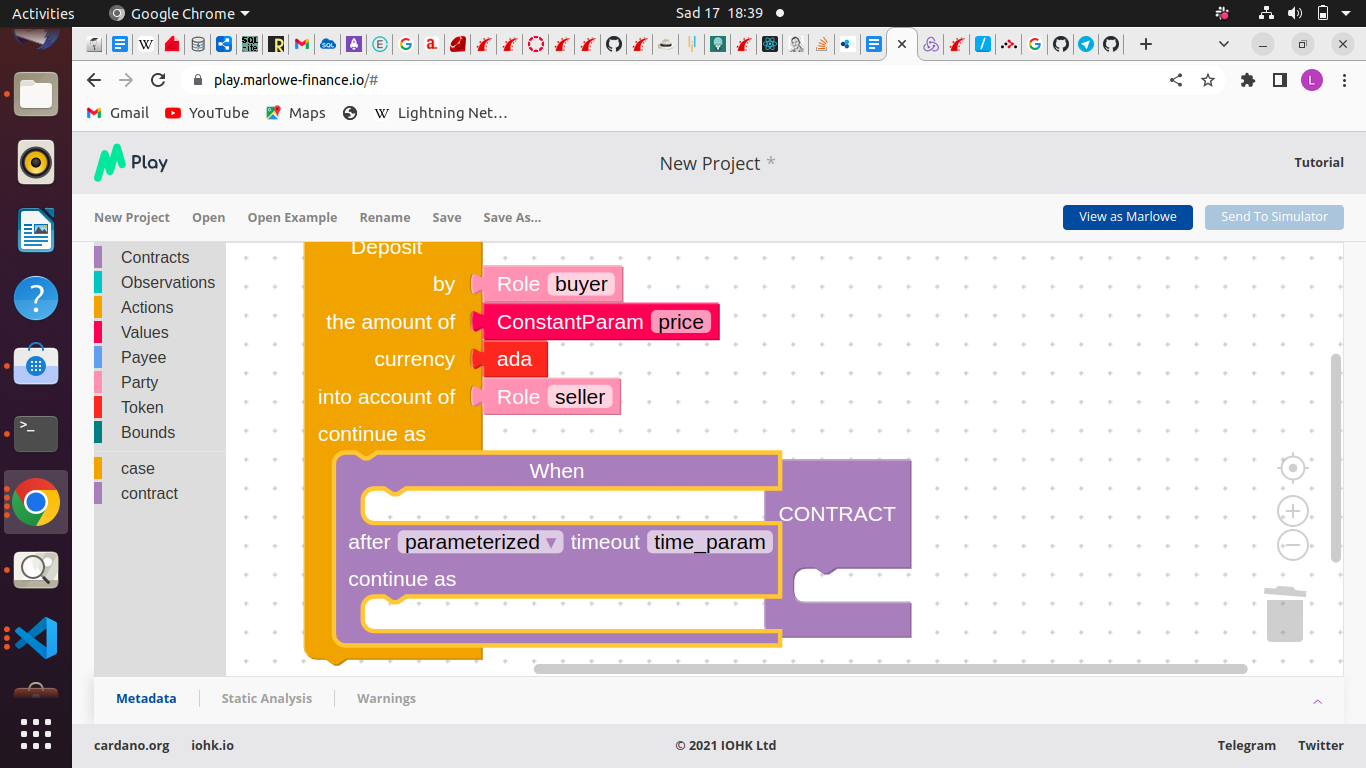 Activities Google Chrome Sad 17 18:39
play.marlowe-finance.io/# L
Gmail YouTube Maps Lightning Net…
Play New Project * Tutorial
New Project Open Open Example Rename Save Save As... View as Marlowe Send To Simulator
Contracts
Observations
Actions
Values
Payee
Party
Token
Bounds
case
contract
Deposit
by Role buyer
the amount of ConstantParam price
currency ada
into account of Role seller
continue as
When
CONTRACT
after parameterized timeout time_param
continue as
Metadata Static Analysis Warnings
cardano.org iohk.io © 2021 IOHK Ltd Telegram Twitter